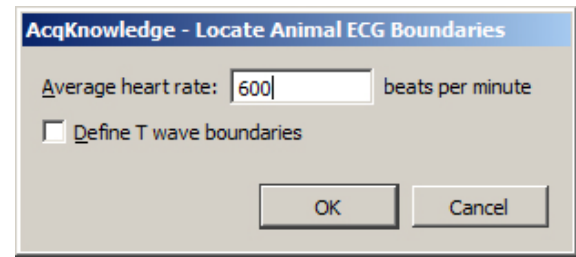 AcqKnowledge - Locate Animal ECG Boundaries
Average heart rate: 600 beats per minute
Define T wave boundaries
OK Cancel